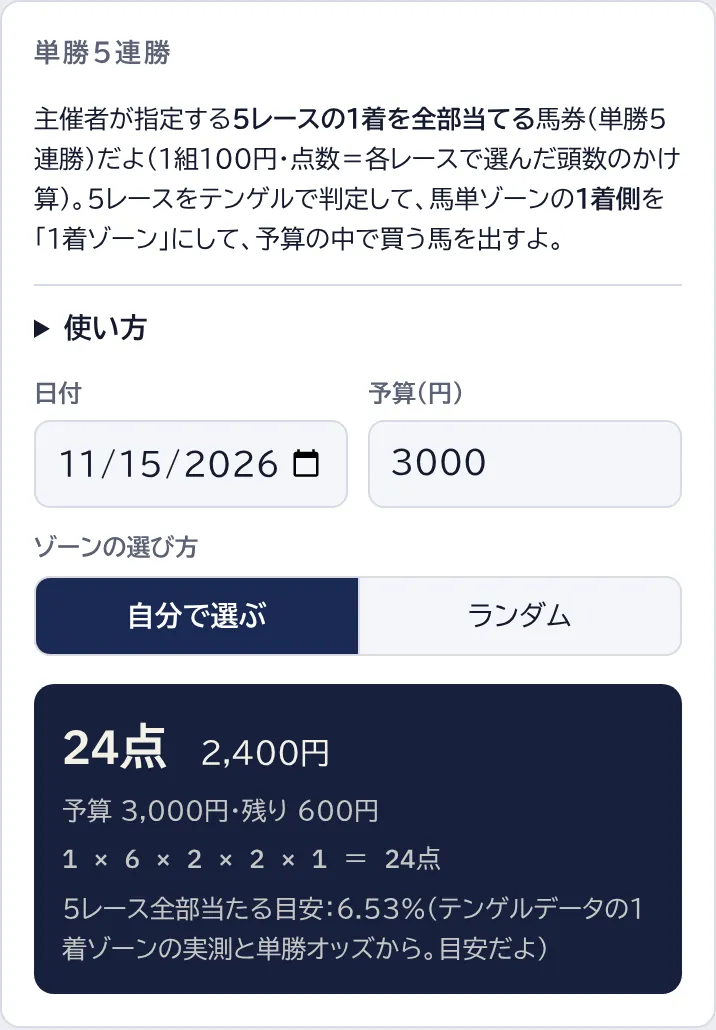 単勝5連勝
主催者が指定する5レースの1着を全部当てる馬券(単勝5
連勝)だよ(1組100円・点数=各レースで選んだ頭数のかけ
算)。5レースをテンゲルで判定して、馬単ゾーンの1着側を
「1着ゾーン」にして、予算の中で買う馬を出すよ。
▶ 使い方
日付 予算(円)
11/15/2026 3000
ゾーンの選び方
自分で選ぶ ランダム
24点 2,400円
予算 3,000円・残り 600円
1 × 6 × 2 × 2 × 1 = 24点
5レース全部当たる目安:6.53%(テンゲルデータの1
着ゾーンの実測と単勝オッズから。目安だよ)